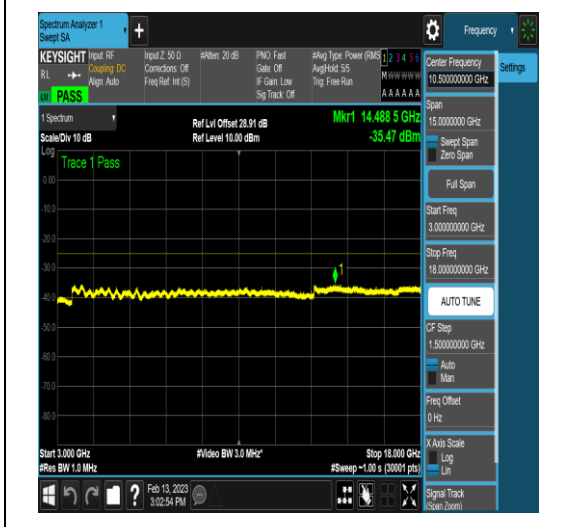 Spectrum Analyzer 1
Swept SA
+
Frequency
KEYSIGHT
RL
PASS
Input: RF
Coupling: DC
Align: Auto
Input Z: 50 Ω
Corrections: Off
Freq Ref: Int (S)
#Atten: 20 dB
PNO: Fast
Gate: Off
IF Gain: Low
Sig Track: Off
#Avg Type: Power (RMS
Avg|Hold: 5/5
Trig: Free Run
1 2 3 4 5 6
M W W W W W
A A A A A A
1 Spectrum
Scale/Div 10 dB
Ref Lvl Offset 28.91 dB
Ref Level 10.00 dBm
Mkr1 14.488 5 GHz
-35.47 dBm
Log
Trace 1 Pass
0.00
-10.0
-20.0
-30.0
-40.0
-50.0
-60.0
-70.0
-80.0
1
Start 3.000 GHz
#Res BW 1.0 MHz
#Video BW 3.0 MHz*
Stop 18.000 GHz
#Sweep ~1.00 s (30001 pts)
?
Feb 13, 2023
3:02:54 PM
Center Frequency
10.500000000 GHz
Settings
Span
15.0000000 GHz
Swept Span
Zero Span
Full Span
Start Freq
3.000000000 GHz
Stop Freq
18.000000000 GHz
AUTO TUNE
CF Step
1.500000000 GHz
Auto
Man
Freq Offset
0 Hz
X Axis Scale
Log
Lin
Signal Track
(Span Zoom)